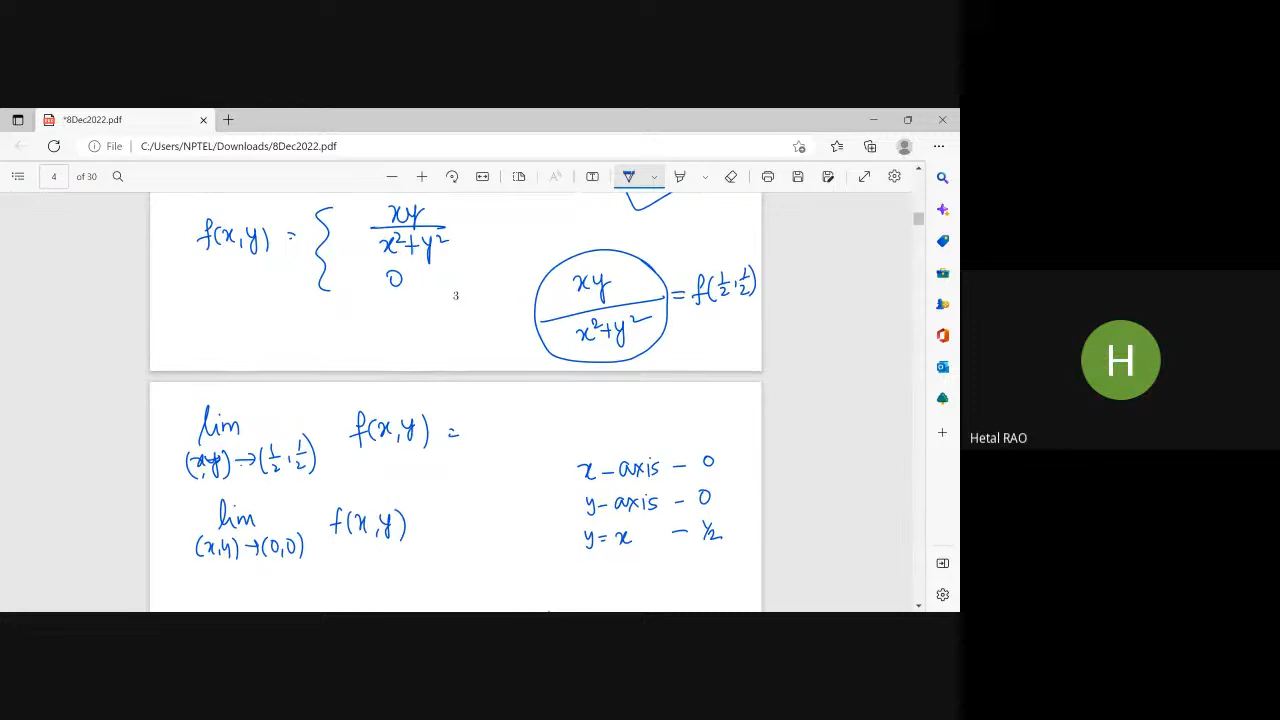 *8Dec2022.pdf
File C:/Users/NPTEL/Downloads/8Dec2022.pdf
4 of 30
f(x,y) = { xy/(x²+y²)
0
3
xy/(x²+y²) = f(1/2, 1/2)
lim (x,y)→(1/2, 1/2) f(x,y) =
x-axis - 0
y-axis - 0
lim (x,y)→(0,0) f(x,y)
y=x - 1/2
H
Hetal RAO